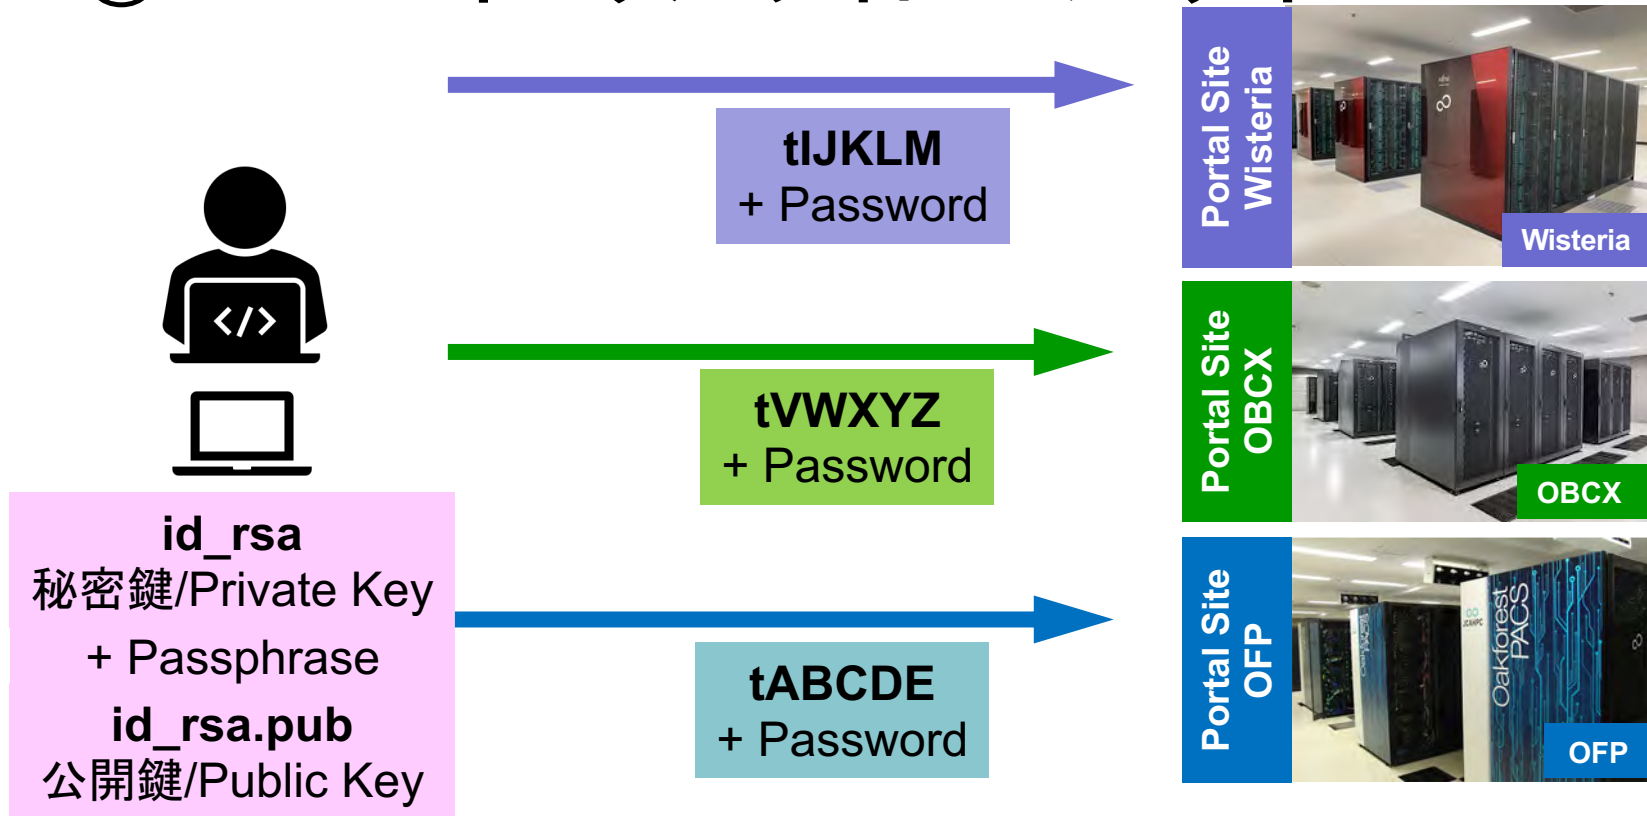 tIJKLM
+ Password
Portal Site
Wisteria
Wisteria
</>
tVWXYZ
+ Password
Portal Site
OBCX
OBCX
id_rsa
秘密鍵/Private Key
+ Passphrase
id_rsa.pub
公開鍵/Public Key
tABCDE
+ Password
Portal Site
OFP
JCAHPC
Oakforest
PACS
OFP